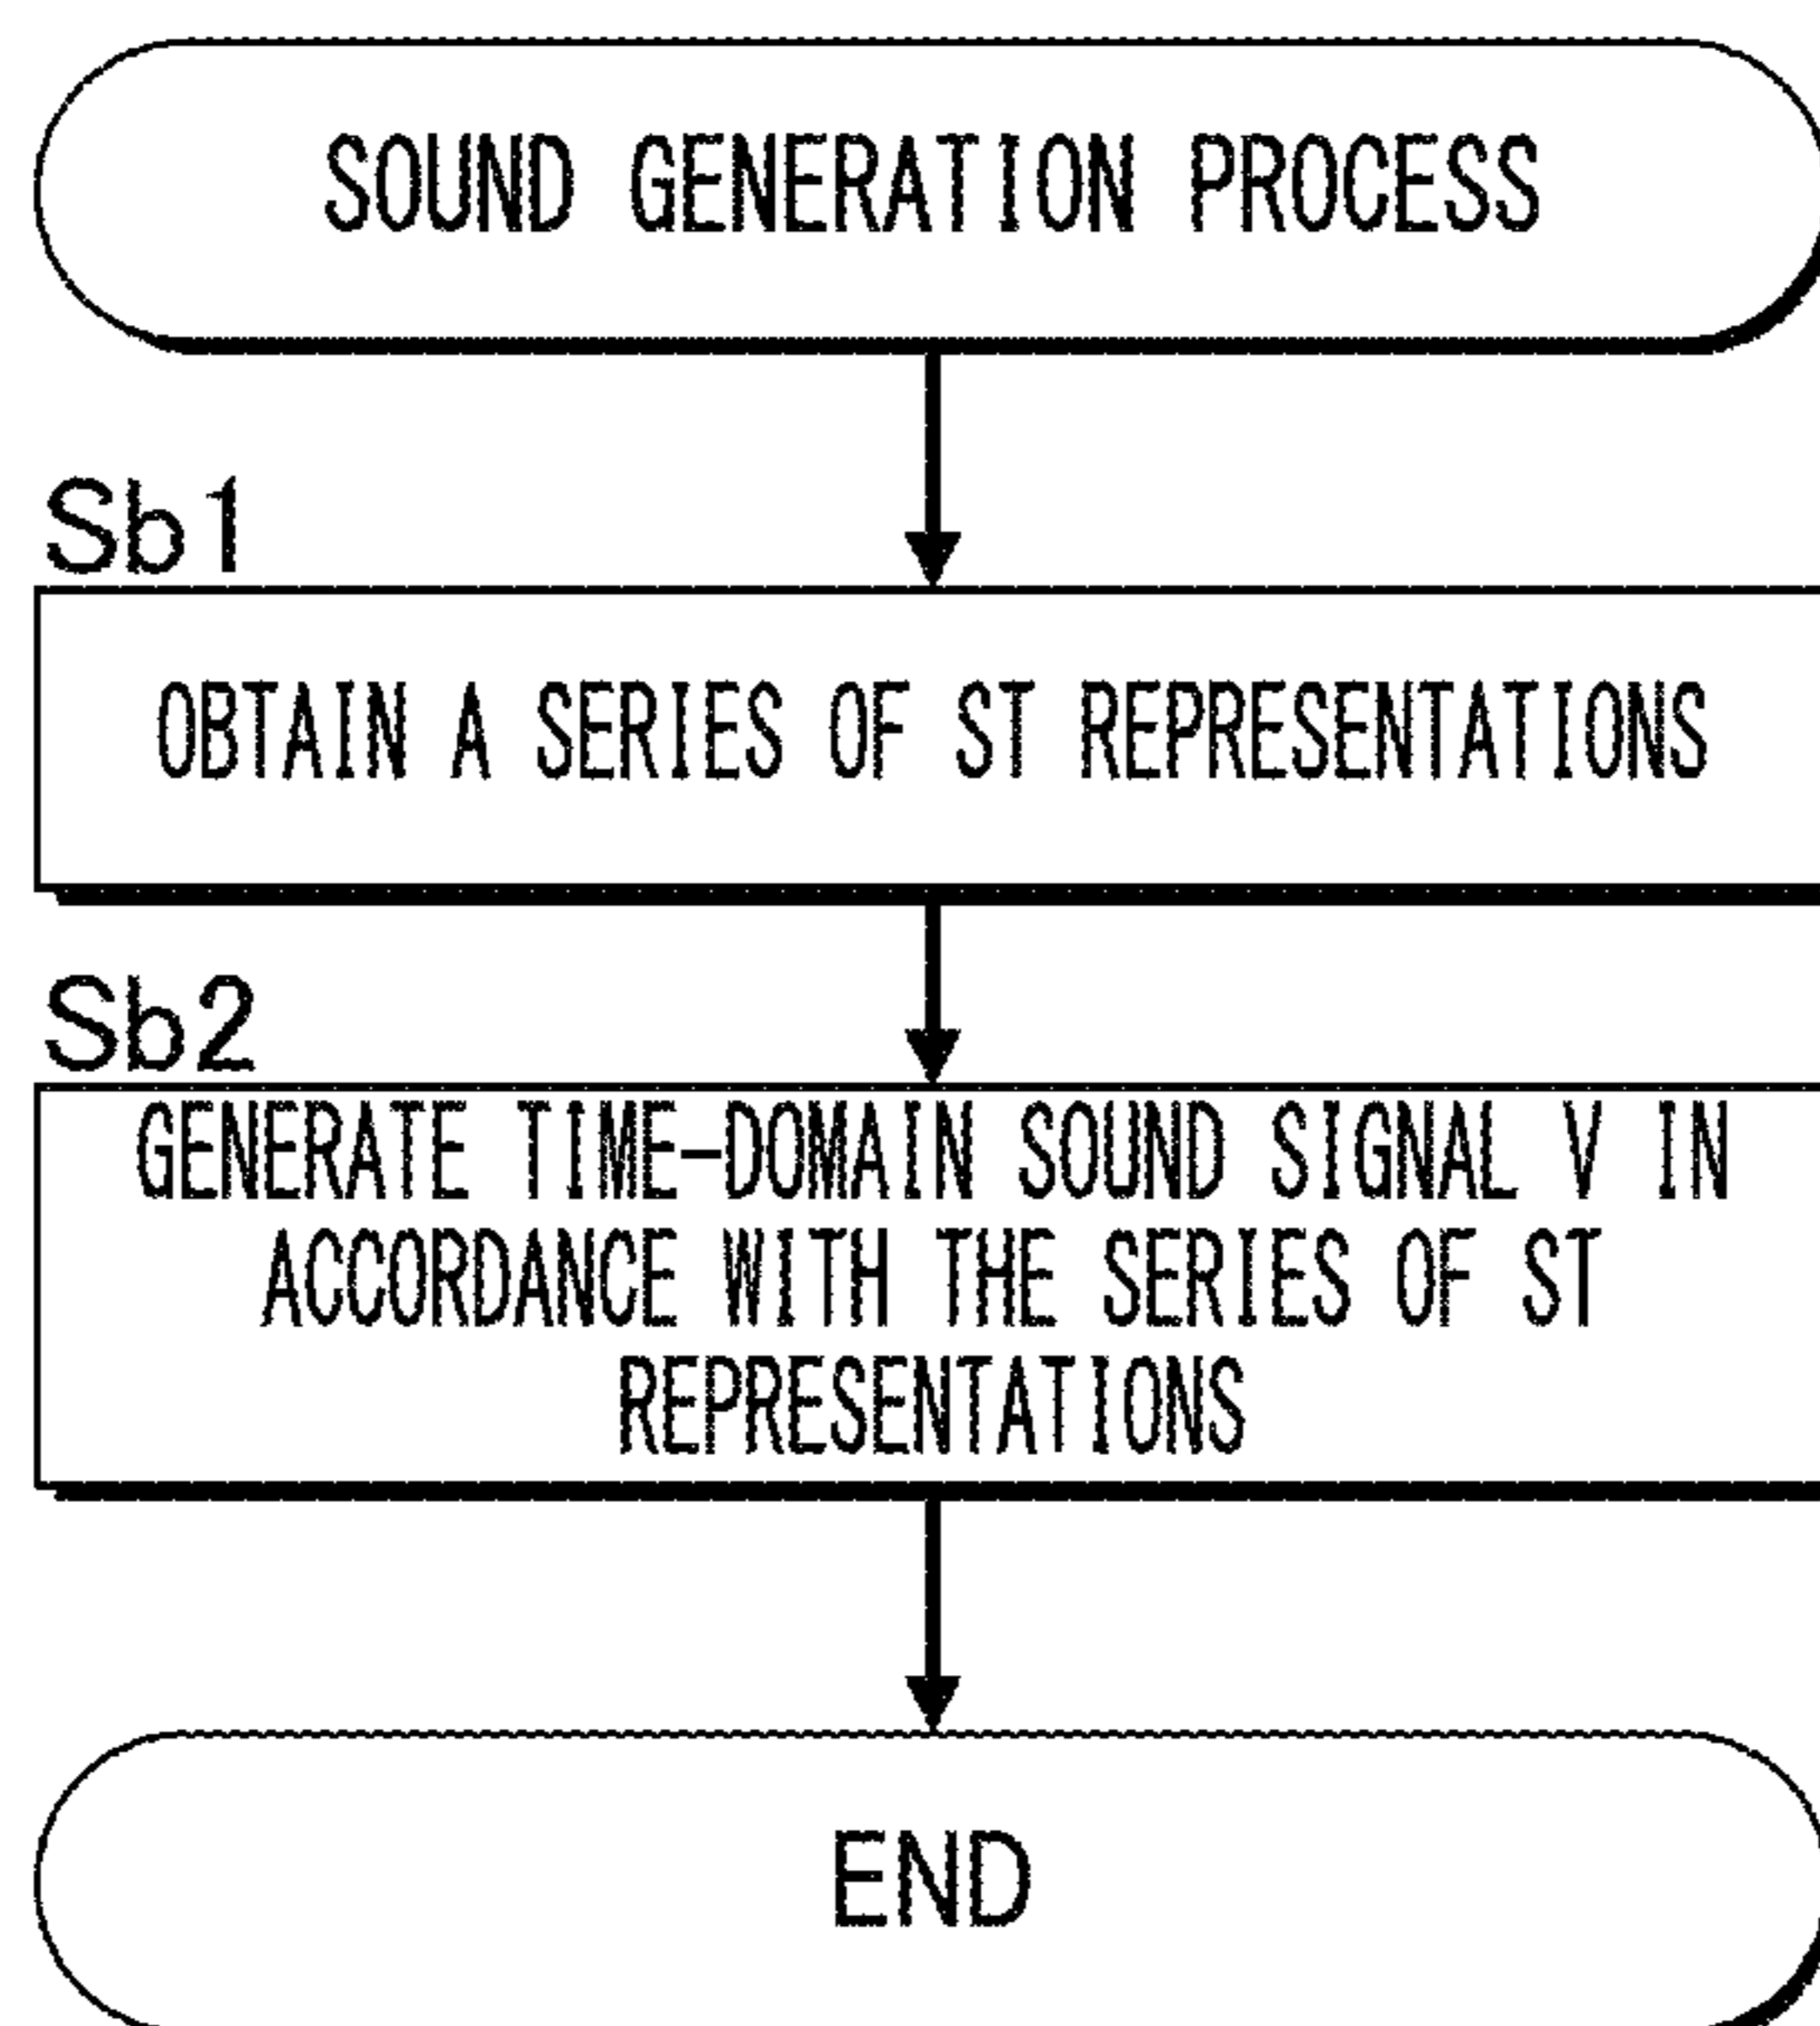 SOUND GENERATION PROCESS
Sb1
OBTAIN A SERIES OF ST REPRESENTATIONS
Sb2
GENERATE TIME-DOMAIN SOUND SIGNAL V IN
ACCORDANCE WITH THE SERIES OF ST
REPRESENTATIONS
END